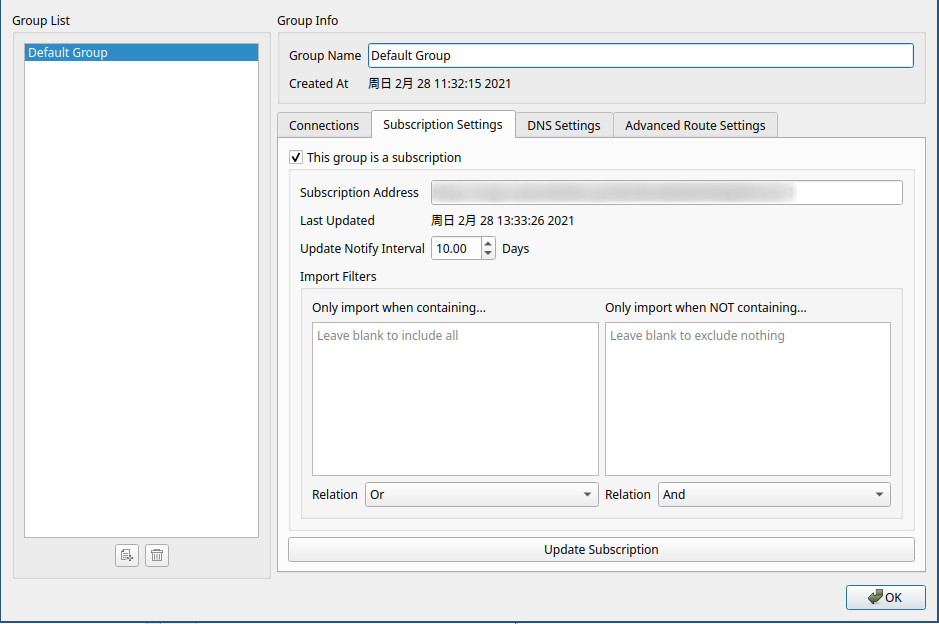 Group List
Default Group
Group Info
Group Name Default Group
Created At 周日 2月 28 11:32:15 2021
Connections Subscription Settings DNS Settings Advanced Route Settings
This group is a subscription
Subscription Address
Last Updated 周日 2月 28 13:33:26 2021
Update Notify Interval 10.00 Days
Import Filters
Only import when containing... Only import when NOT containing...
Leave blank to include all Leave blank to exclude nothing
Relation Or Relation And
Update Subscription
OK